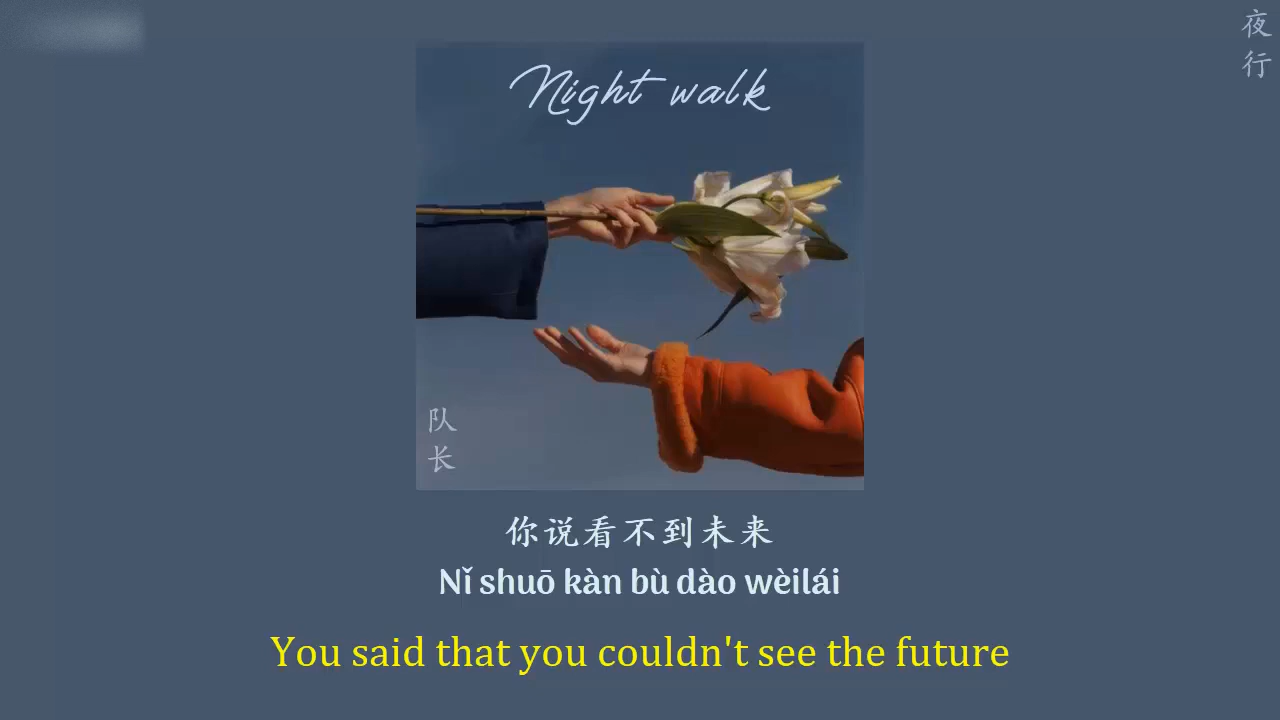 夜行
Night walk
队长
你说看不到未来
Nǐ shuō kàn bù dào wèilái
You said that you couldn't see the future